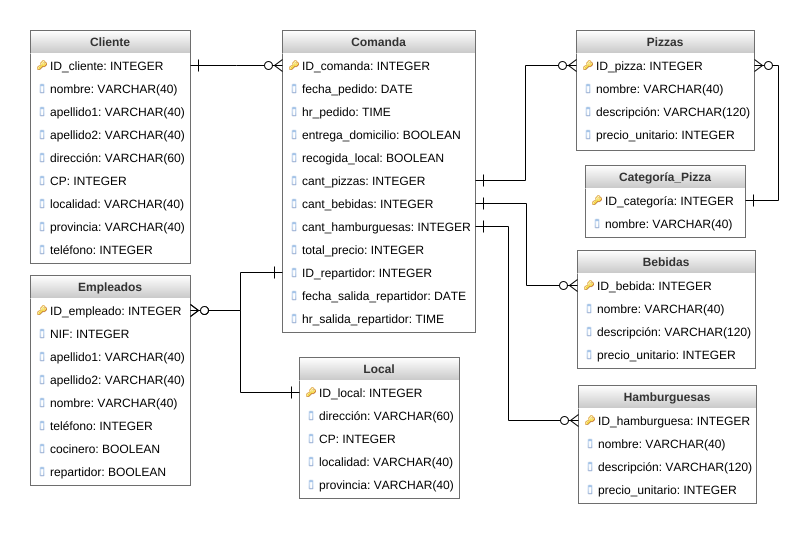 Cliente
ID_cliente: INTEGER
nombre: VARCHAR(40)
apellido1: VARCHAR(40)
apellido2: VARCHAR(40)
dirección: VARCHAR(60)
CP: INTEGER
localidad: VARCHAR(40)
provincia: VARCHAR(40)
teléfono: INTEGER
Empleados
ID_empleado: INTEGER
NIF: INTEGER
apellido1: VARCHAR(40)
apellido2: VARCHAR(40)
nombre: VARCHAR(40)
teléfono: INTEGER
cocinero: BOOLEAN
repartidor: BOOLEAN
Comanda
ID_comanda: INTEGER
fecha_pedido: DATE
hr_pedido: TIME
entrega_domicilio: BOOLEAN
recogida_local: BOOLEAN
cant_pizzas: INTEGER
cant_bebidas: INTEGER
cant_hamburguesas: INTEGER
total_precio: INTEGER
ID_repartidor: INTEGER
fecha_salida_repartidor: DATE
hr_salida_repartidor: TIME
Local
ID_local: INTEGER
dirección: VARCHAR(60)
CP: INTEGER
localidad: VARCHAR(40)
provincia: VARCHAR(40)
Pizzas
ID_pizza: INTEGER
nombre: VARCHAR(40)
descripción: VARCHAR(120)
precio_unitario: INTEGER
Categoría_Pizza
ID_categoría: INTEGER
nombre: VARCHAR(40)
Bebidas
ID_bebida: INTEGER
nombre: VARCHAR(40)
descripción: VARCHAR(120)
precio_unitario: INTEGER
Hamburguesas
ID_hamburguesa: INTEGER
nombre: VARCHAR(40)
descripción: VARCHAR(120)
precio_unitario: INTEGER